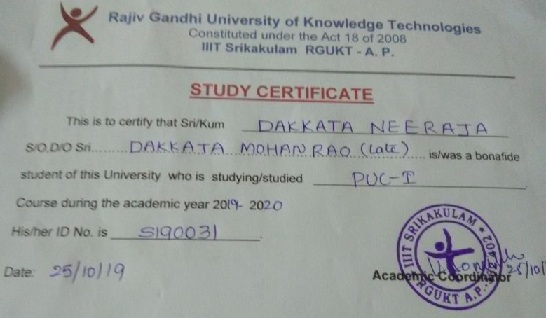 Rajiv Gandhi University of Knowledge Technologies
Constituted under the Act 18 of 2008
IIIT Srikakulam RGUKT - A. P.
STUDY CERTIFICATE
This is to certify that Sri/Kum DAKKATA NEERAJA
S/O.D/O Sri DAKKATA MOHAN RAO (Late) is/was a bonafide
student of this University who is studying/studied PUC-I
Course during the academic year 2019- 2020
His/her ID No. is S190031
IIIT SRIKAKULAM
RGUKT A.P.
Date: 25/10/19
Academic Coordinator
25/10/